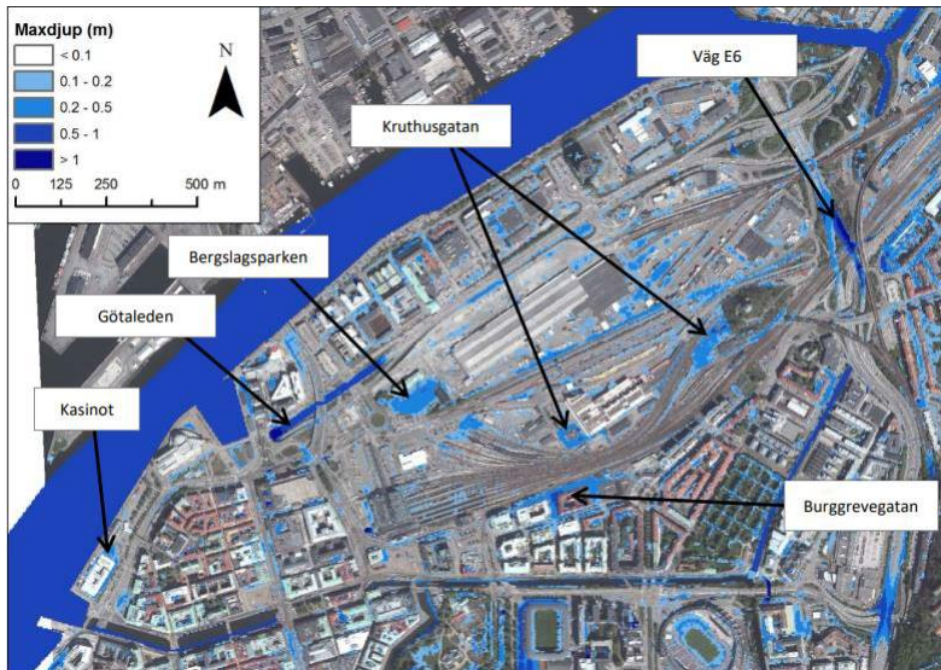 Maxdjup (m)
< 0.1
0.1 - 0.2
0.2 - 0.5
0.5 - 1
> 1
N
0 125 250 500 m
Väg E6
Kruthusgatan
Bergslagsparken
Götaleden
Kasinot
Burggrevegatan